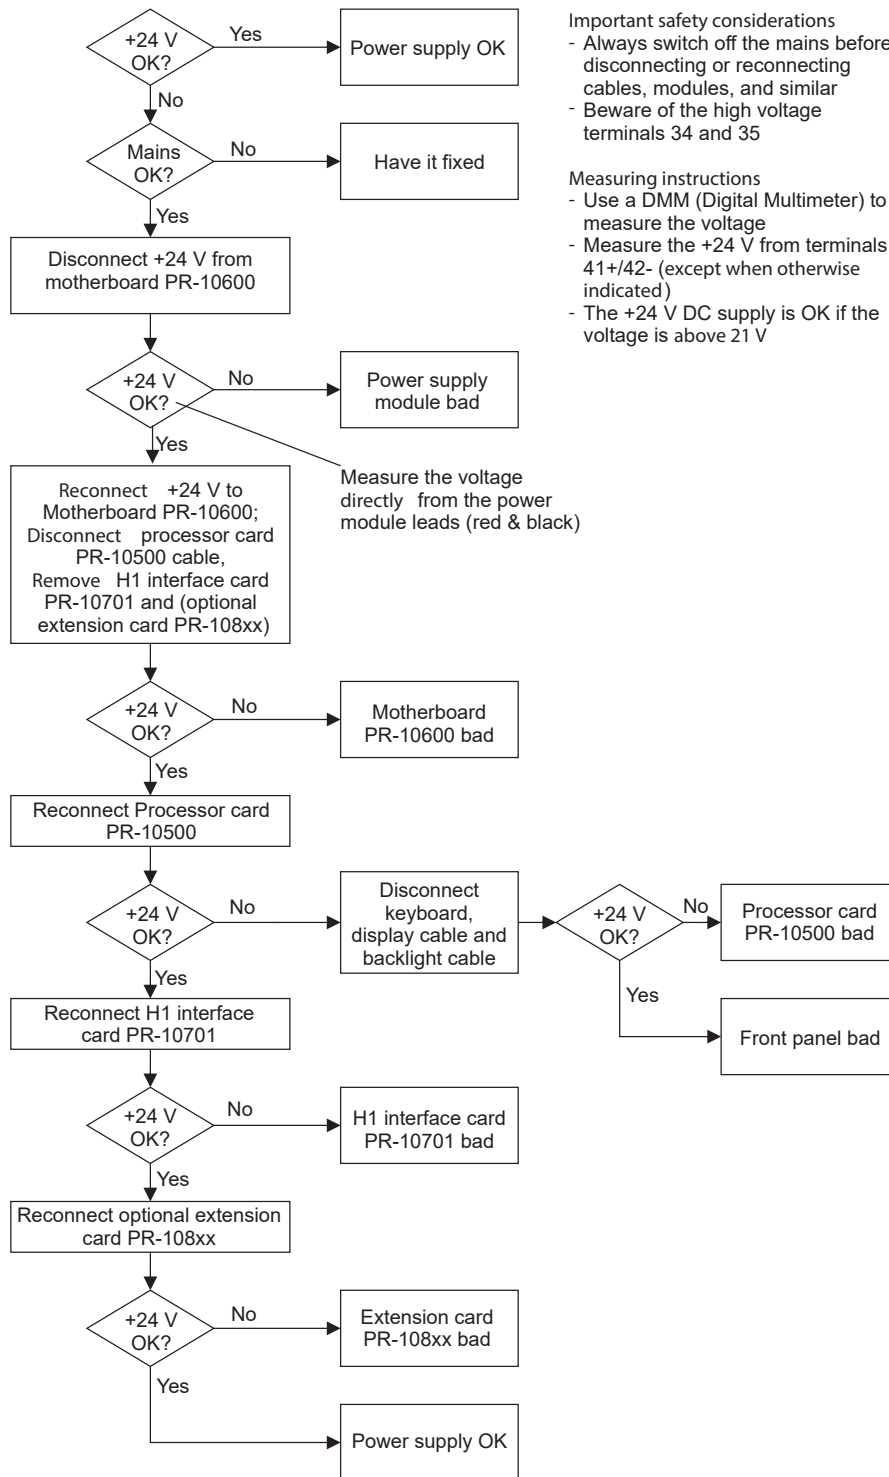 +24 V
OK?
Yes
Power supply OK
No
Mains
OK?
No
Have it fixed
Yes
Disconnect +24 V from
motherboard PR-10600
+24 V
OK?
No
Power supply
module bad
Yes
Measure the voltage
directly from the power
module leads (red & black)
Reconnect +24 V to
Motherboard PR-10600;
Disconnect processor card
PR-10500 cable,
Remove H1 interface card
PR-10701 and (optional
extension card PR-108xx)
+24 V
OK?
No
Motherboard
PR-10600 bad
Yes
Reconnect Processor card
PR-10500
+24 V
OK?
No
Disconnect
keyboard,
display cable and
backlight cable
+24 V
OK?
No
Processor card
PR-10500 bad
Yes
Front panel bad
Yes
Reconnect H1 interface
card PR-10701
+24 V
OK?
No
H1 interface card
PR-10701 bad
Yes
Reconnect optional extension
card PR-108xx
+24 V
OK?
No
Extension card
PR-108xx bad
Yes
Power supply OK
Important safety considerations
- Always switch off the mains before
disconnecting or reconnecting
cables, modules, and similar
- Beware of the high voltage
terminals 34 and 35
Measuring instructions
- Use a DMM (Digital Multimeter) to
measure the voltage
- Measure the +24 V from terminals
41+/42- (except when otherwise
indicated)
- The +24 V DC supply is OK if the
voltage is above 21 V